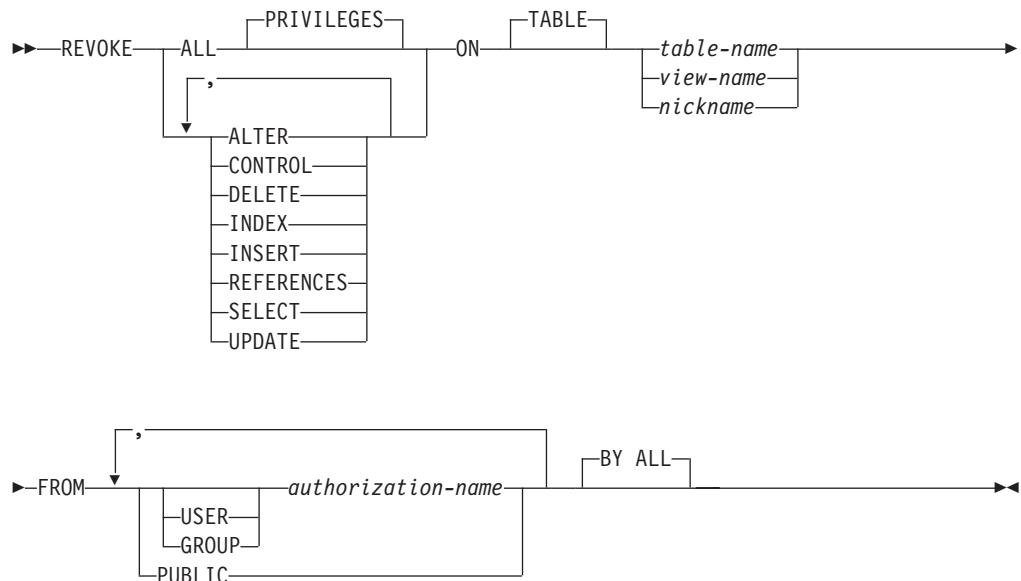 PRIVILEGES TABLE
REVOKE ALL ON table-name
, view-name
nickname
ALTER
CONTROL
DELETE
INDEX
INSERT
REFERENCES
SELECT
UPDATE
,
BY ALL
FROM authorization-name
USER
GROUP
PUBLIC